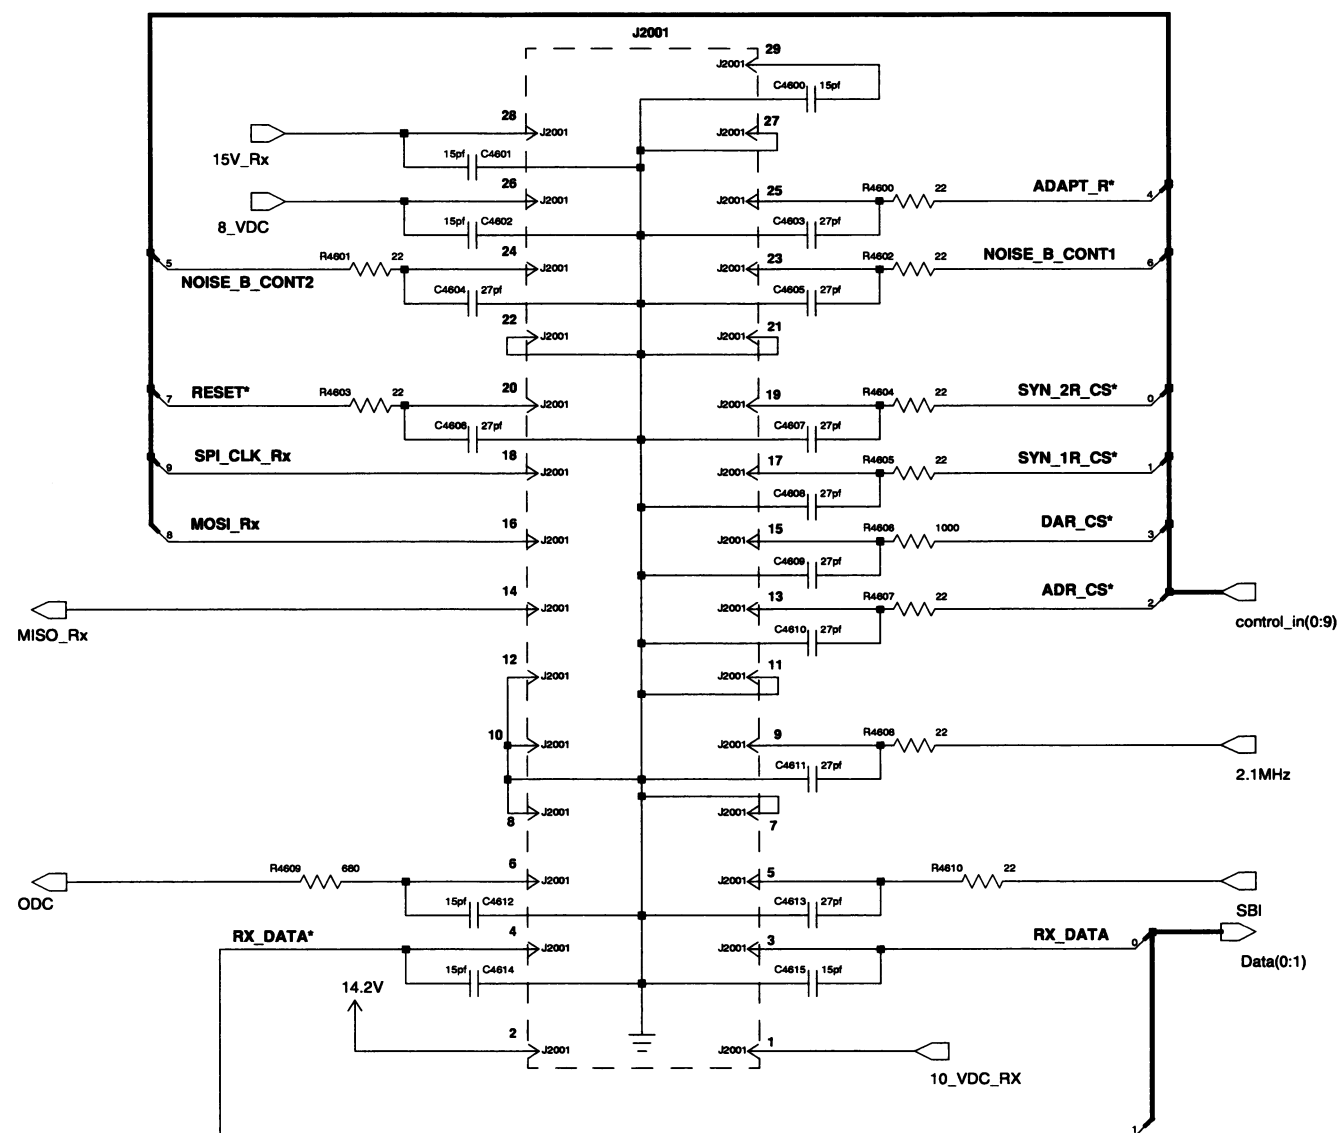 J2001
29
J2001
C4600 15pf
28 27
J2001 J2001
15V_Rx
15pf C4601
26 25 R4600 22 ADAPT_R* 4
J2001 J2001
8_VDC
15pf C4602 C4603 27pf
5 R4601 22 24 23 R4602 22 NOISE_B_CONT1 6
NOISE_B_CONT2 J2001 J2001
C4604 27pf C4605 27pf
22 21
J2001 J2001
7 RESET* R4603 22 20 19 R4604 22 SYN_2R_CS* 0
J2001 J2001
C4606 27pf C4607 27pf
9 SPI_CLK_Rx 18 17 R4605 22 SYN_1R_CS* 1
J2001 J2001
C4608 27pf
8 MOSI_Rx 16 15 R4606 1000 DAR_CS* 3
J2001 J2001
C4609 27pf
14 13 R4607 22 ADR_CS* 2
J2001 J2001
MISO_Rx control_in(0:9)
C4610 27pf
12 11
J2001 J2001
10 9 R4608 22
J2001 J2001
C4611 27pf 2.1MHz
J2001 J2001
8 7
R4609 680 6 5 R4610 22
J2001 J2001
ODC 15pf C4612 C4613 27pf SBI
RX_DATA* 4 3 RX_DATA 0
J2001 J2001
15pf C4614 C4615 15pf Data(0:1)
14.2V
2 1
J2001 J2001
10_VDC_RX
1